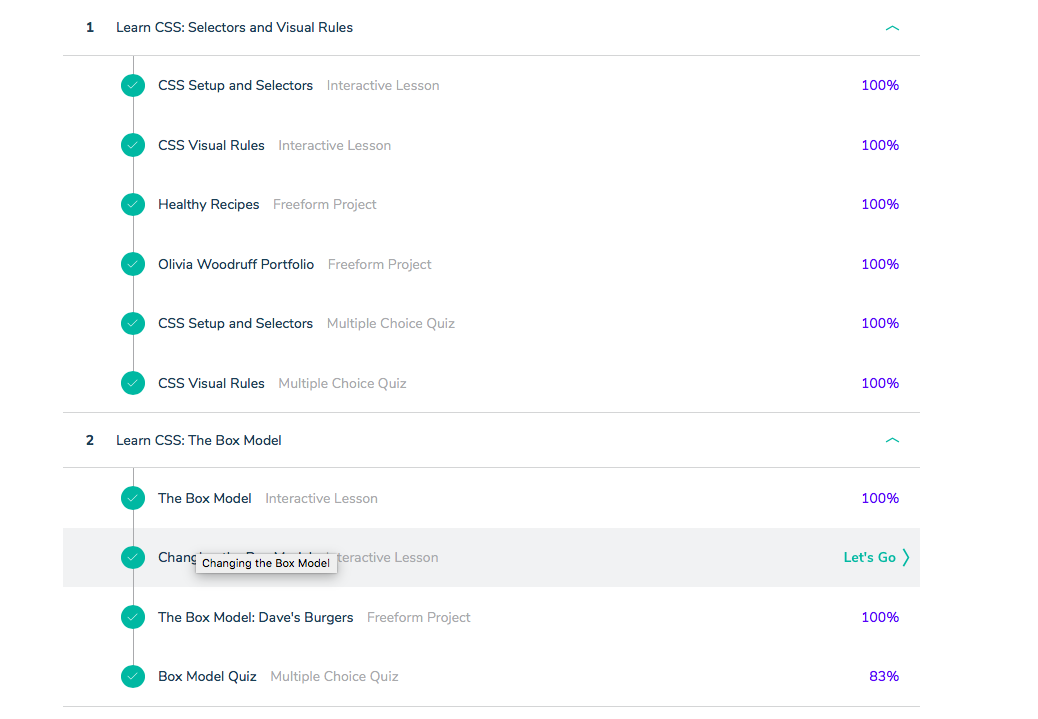 1 Learn CSS: Selectors and Visual Rules
CSS Setup and Selectors Interactive Lesson 100%
CSS Visual Rules Interactive Lesson 100%
Healthy Recipes Freeform Project 100%
Olivia Woodruff Portfolio Freeform Project 100%
CSS Setup and Selectors Multiple Choice Quiz 100%
CSS Visual Rules Multiple Choice Quiz 100%
2 Learn CSS: The Box Model
The Box Model Interactive Lesson 100%
Lesson Let's Go
Changing the Box Model
The Box Model: Dave's Burgers Freeform Project 100%
Box Model Quiz Multiple Choice Quiz 83%